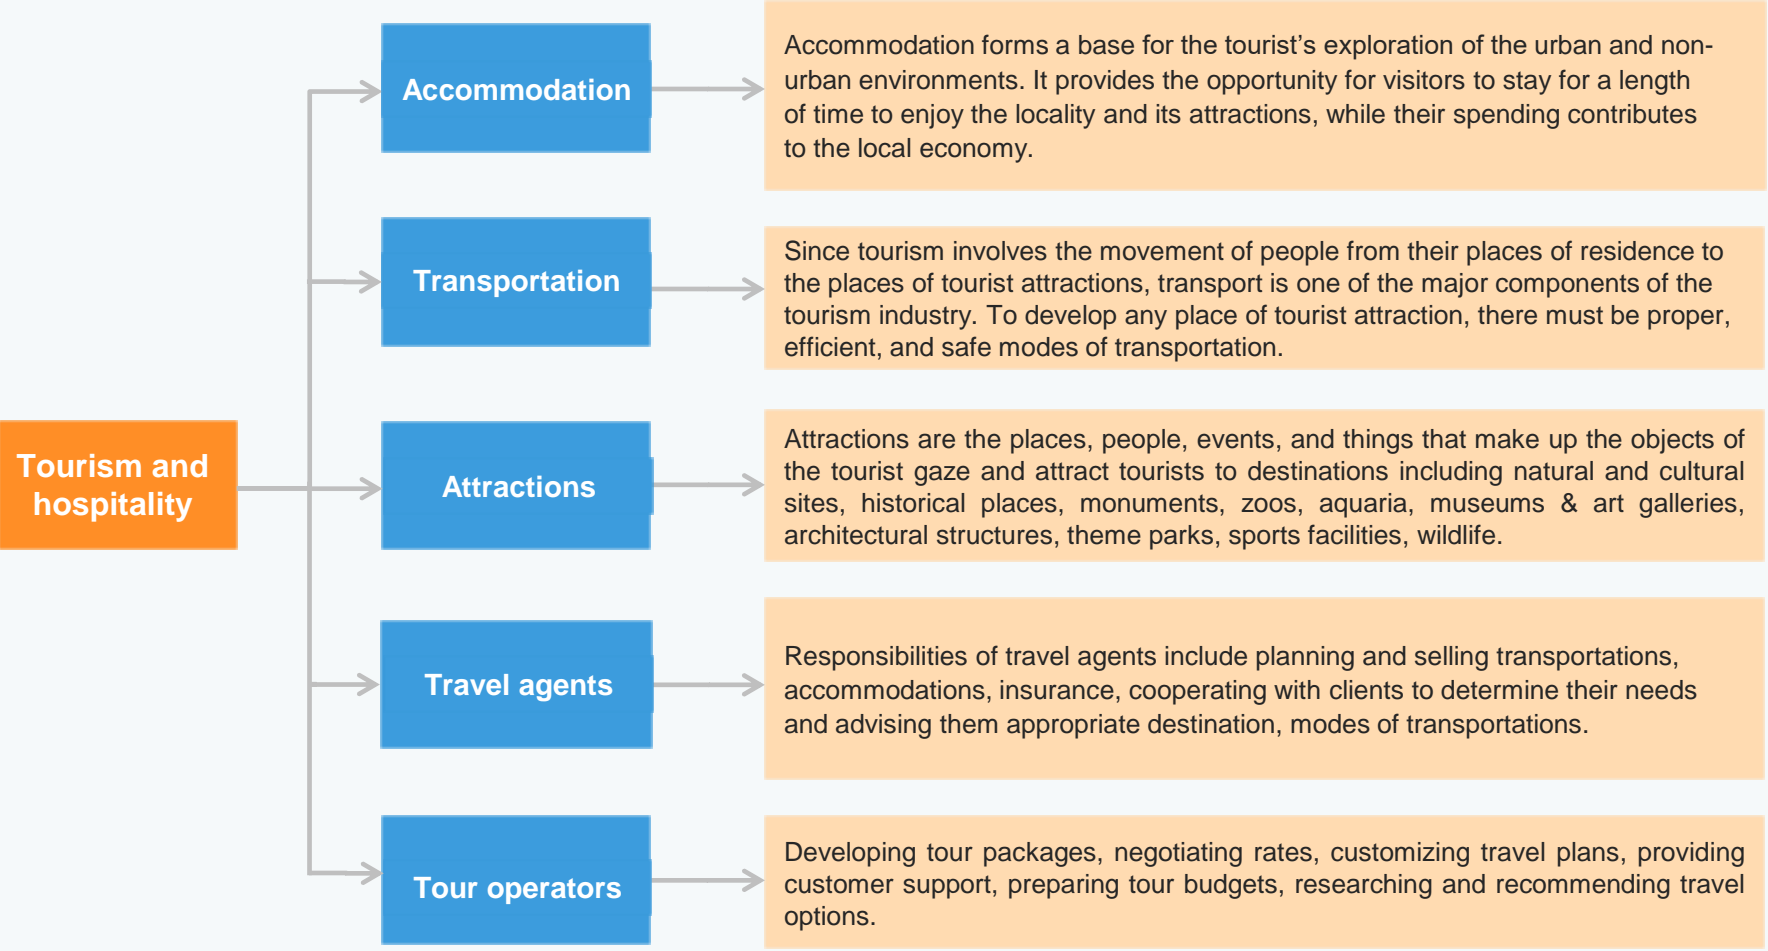 Tourism and
hospitality
Accommodation
Accommodation forms a base for the tourist’s exploration of the urban and non-
urban environments. It provides the opportunity for visitors to stay for a length
of time to enjoy the locality and its attractions, while their spending contributes
to the local economy.
Transportation
Since tourism involves the movement of people from their places of residence to
the places of tourist attractions, transport is one of the major components of the
tourism industry. To develop any place of tourist attraction, there must be proper,
efficient, and safe modes of transportation.
Attractions
Attractions are the places, people, events, and things that make up the objects of
the tourist gaze and attract tourists to destinations including natural and cultural
sites, historical places, monuments, zoos, aquaria, museums & art galleries,
architectural structures, theme parks, sports facilities, wildlife.
Travel agents
Responsibilities of travel agents include planning and selling transportations,
accommodations, insurance, cooperating with clients to determine their needs
and advising them appropriate destination, modes of transportations.
Tour operators
Developing tour packages, negotiating rates, customizing travel plans, providing
customer support, preparing tour budgets, researching and recommending travel
options.